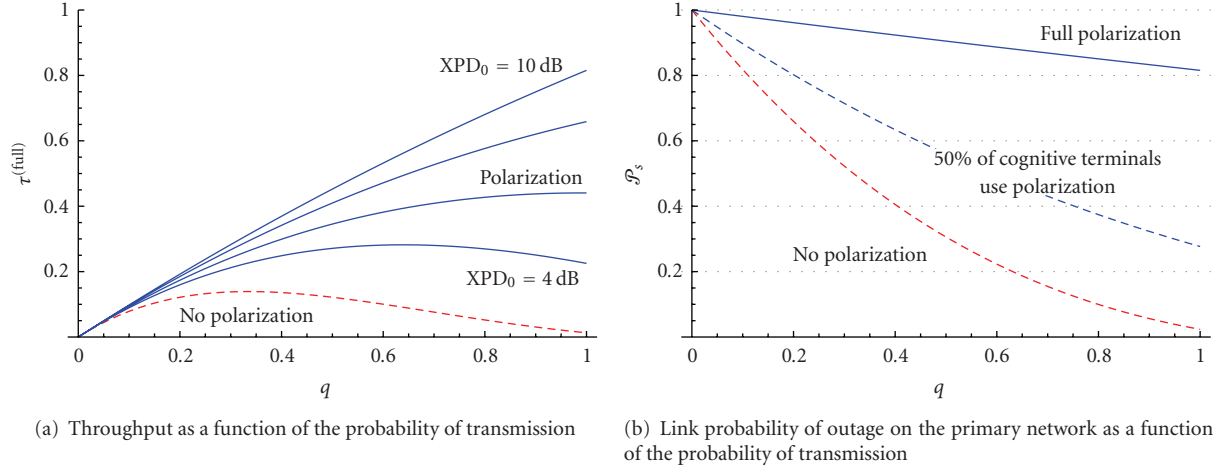 1
0.8
0.6
0.4
0.2
τ(full)
XPD₀ = 10 dB
Polarization
XPD₀ = 4 dB
No polarization
0 0.2 0.4 0.6 0.8 1
q
(a) Throughput as a function of the probability of transmission
1
0.8
0.6
0.4
0.2
𝒫ₛ
Full polarization
50% of cognitive terminals
use polarization
No polarization
0 0.2 0.4 0.6 0.8 1
q
(b) Link probability of outage on the primary network as a function
of the probability of transmission